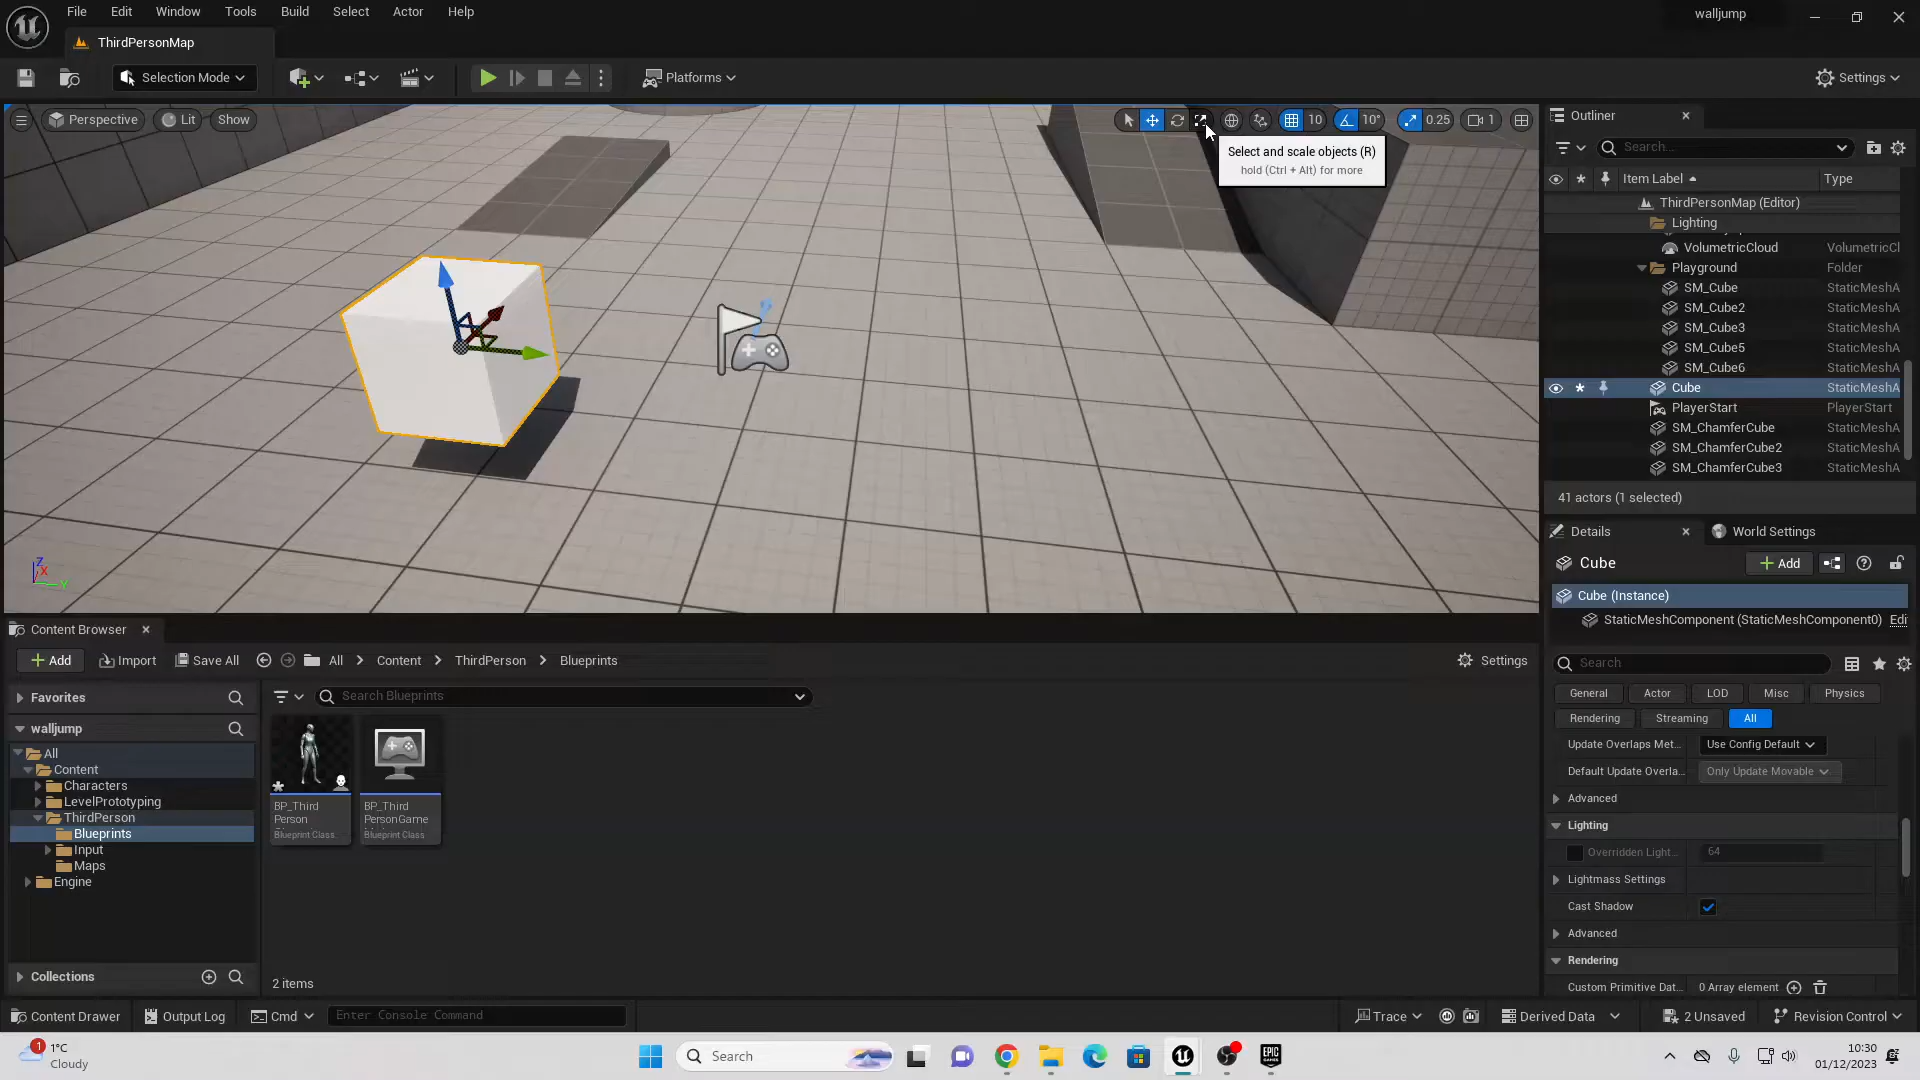 File Edit Window Tools Build Select Actor Help
walljump
ThirdPersonMap
Selection Mode
Platforms
Settings
Perspective Lit Show
10 10° 0.25 1
Select and scale objects (R)
hold (Ctrl + Alt) for more
Outliner
Search...
Item Label Type
ThirdPersonMap (Editor)
Lighting
VolumetricCloud VolumetricCl
Playground Folder
SM_Cube StaticMeshA
SM_Cube2 StaticMeshA
SM_Cube3 StaticMeshA
SM_Cube5 StaticMeshA
SM_Cube6 StaticMeshA
Cube StaticMeshA
PlayerStart PlayerStart
SM_ChamferCube StaticMeshA
SM_ChamferCube2 StaticMeshA
SM_ChamferCube3 StaticMeshA
41 actors (1 selected)
Details World Settings
Cube Add
Cube (Instance)
StaticMeshComponent (StaticMeshComponent0) Edi
Search
General Actor LOD Misc Physics
Rendering Streaming All
Update Overlaps Met... Use Config Default
Default Update Overla... Only Update Movable
Advanced
Lighting
Overridden Light... 64
Lightmass Settings
Cast Shadow
Advanced
Rendering
Custom Primitive Dat... 0 Array element
Z X Y
Content Browser
Add Import Save All All Content ThirdPerson Blueprints Settings
Favorites
Search Blueprints
walljump
All
Content
Characters
LevelPrototyping
ThirdPerson
Blueprints
Input
Maps
Engine
BP_Third
Person
Blueprint Class
BP_Third
PersonGame
Blueprint Class
Collections
2 items
Content Drawer Output Log Cmd Enter Console Command Trace Derived Data 2 Unsaved Revision Control
1
1°C
Cloudy
Search
EPIC
GAMES
10:30
01/12/2023